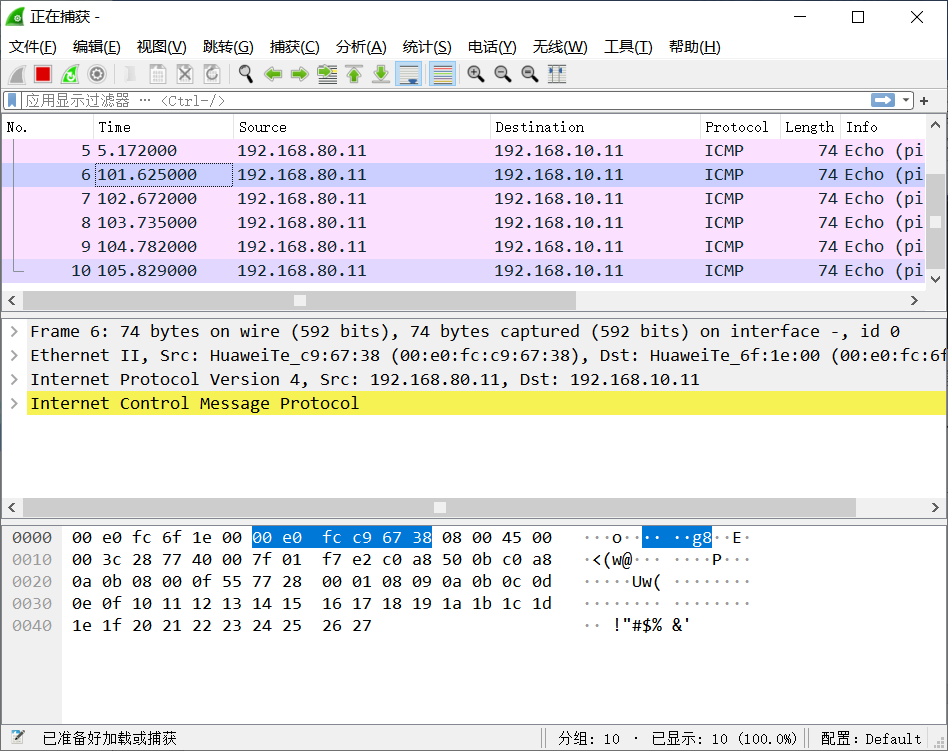 正在捕获 -
文件(F) 编辑(E) 视图(V) 跳转(G) 捕获(C) 分析(A) 统计(S) 电话(Y) 无线(W) 工具(T) 帮助(H)
应用显示过滤器 … <Ctrl-/>
No. Time Source Destination Protocol Length Info
5 5.172000 192.168.80.11 192.168.10.11 ICMP 74 Echo (pi
6 101.625000 192.168.80.11 192.168.10.11 ICMP 74 Echo (pi
7 102.672000 192.168.80.11 192.168.10.11 ICMP 74 Echo (pi
8 103.735000 192.168.80.11 192.168.10.11 ICMP 74 Echo (pi
9 104.782000 192.168.80.11 192.168.10.11 ICMP 74 Echo (pi
10 105.829000 192.168.80.11 192.168.10.11 ICMP 74 Echo (pi
Frame 6: 74 bytes on wire (592 bits), 74 bytes captured (592 bits) on interface -, id 0
Ethernet II, Src: HuaweiTe_c9:67:38 (00:e0:fc:c9:67:38), Dst: HuaweiTe_6f:1e:00 (00:e0:fc:6f
Internet Protocol Version 4, Src: 192.168.80.11, Dst: 192.168.10.11
Internet Control Message Protocol
0000 00 e0 fc 6f 1e 00 00 e0 fc c9 67 38 08 00 45 00 ···o·· ·· ··g8··E·
0010 00 3c 28 77 40 00 7f 01 f7 e2 c0 a8 50 0b c0 a8 ·<(w@··· ····P···
0020 0a 0b 08 00 0f 55 77 28 00 01 08 09 0a 0b 0c 0d ·····Uw( ········
0030 0e 0f 10 11 12 13 14 15 16 17 18 19 1a 1b 1c 1d ········ ········
0040 1e 1f 20 21 22 23 24 25 26 27 ·· !"#$% &'
已准备好加载或捕获 分组: 10 · 已显示: 10 (100.0%) 配置: Default